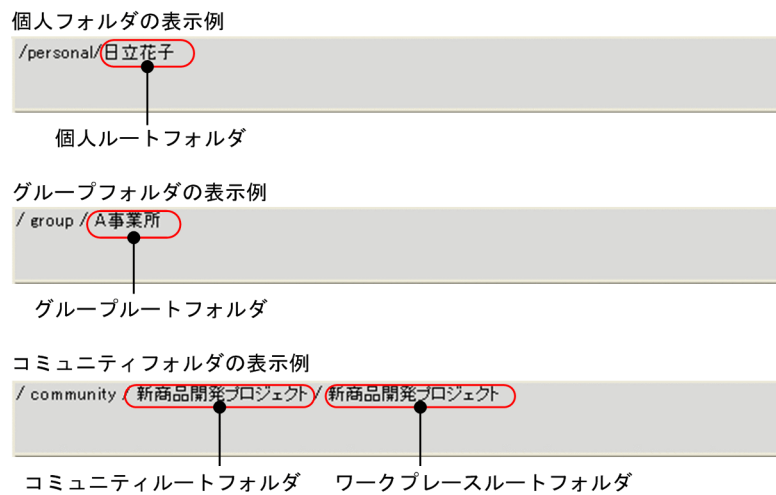 個人フォルダの表示例
/personal/日立花子
個人ルートフォルダ
グループフォルダの表示例
/ group / A事業所
グループルートフォルダ
コミュニティフォルダの表示例
/ community / 新商品開発プロジェクト / 新商品開発プロジェクト
コミュニティルートフォルダ ワークプレースルートフォルダ